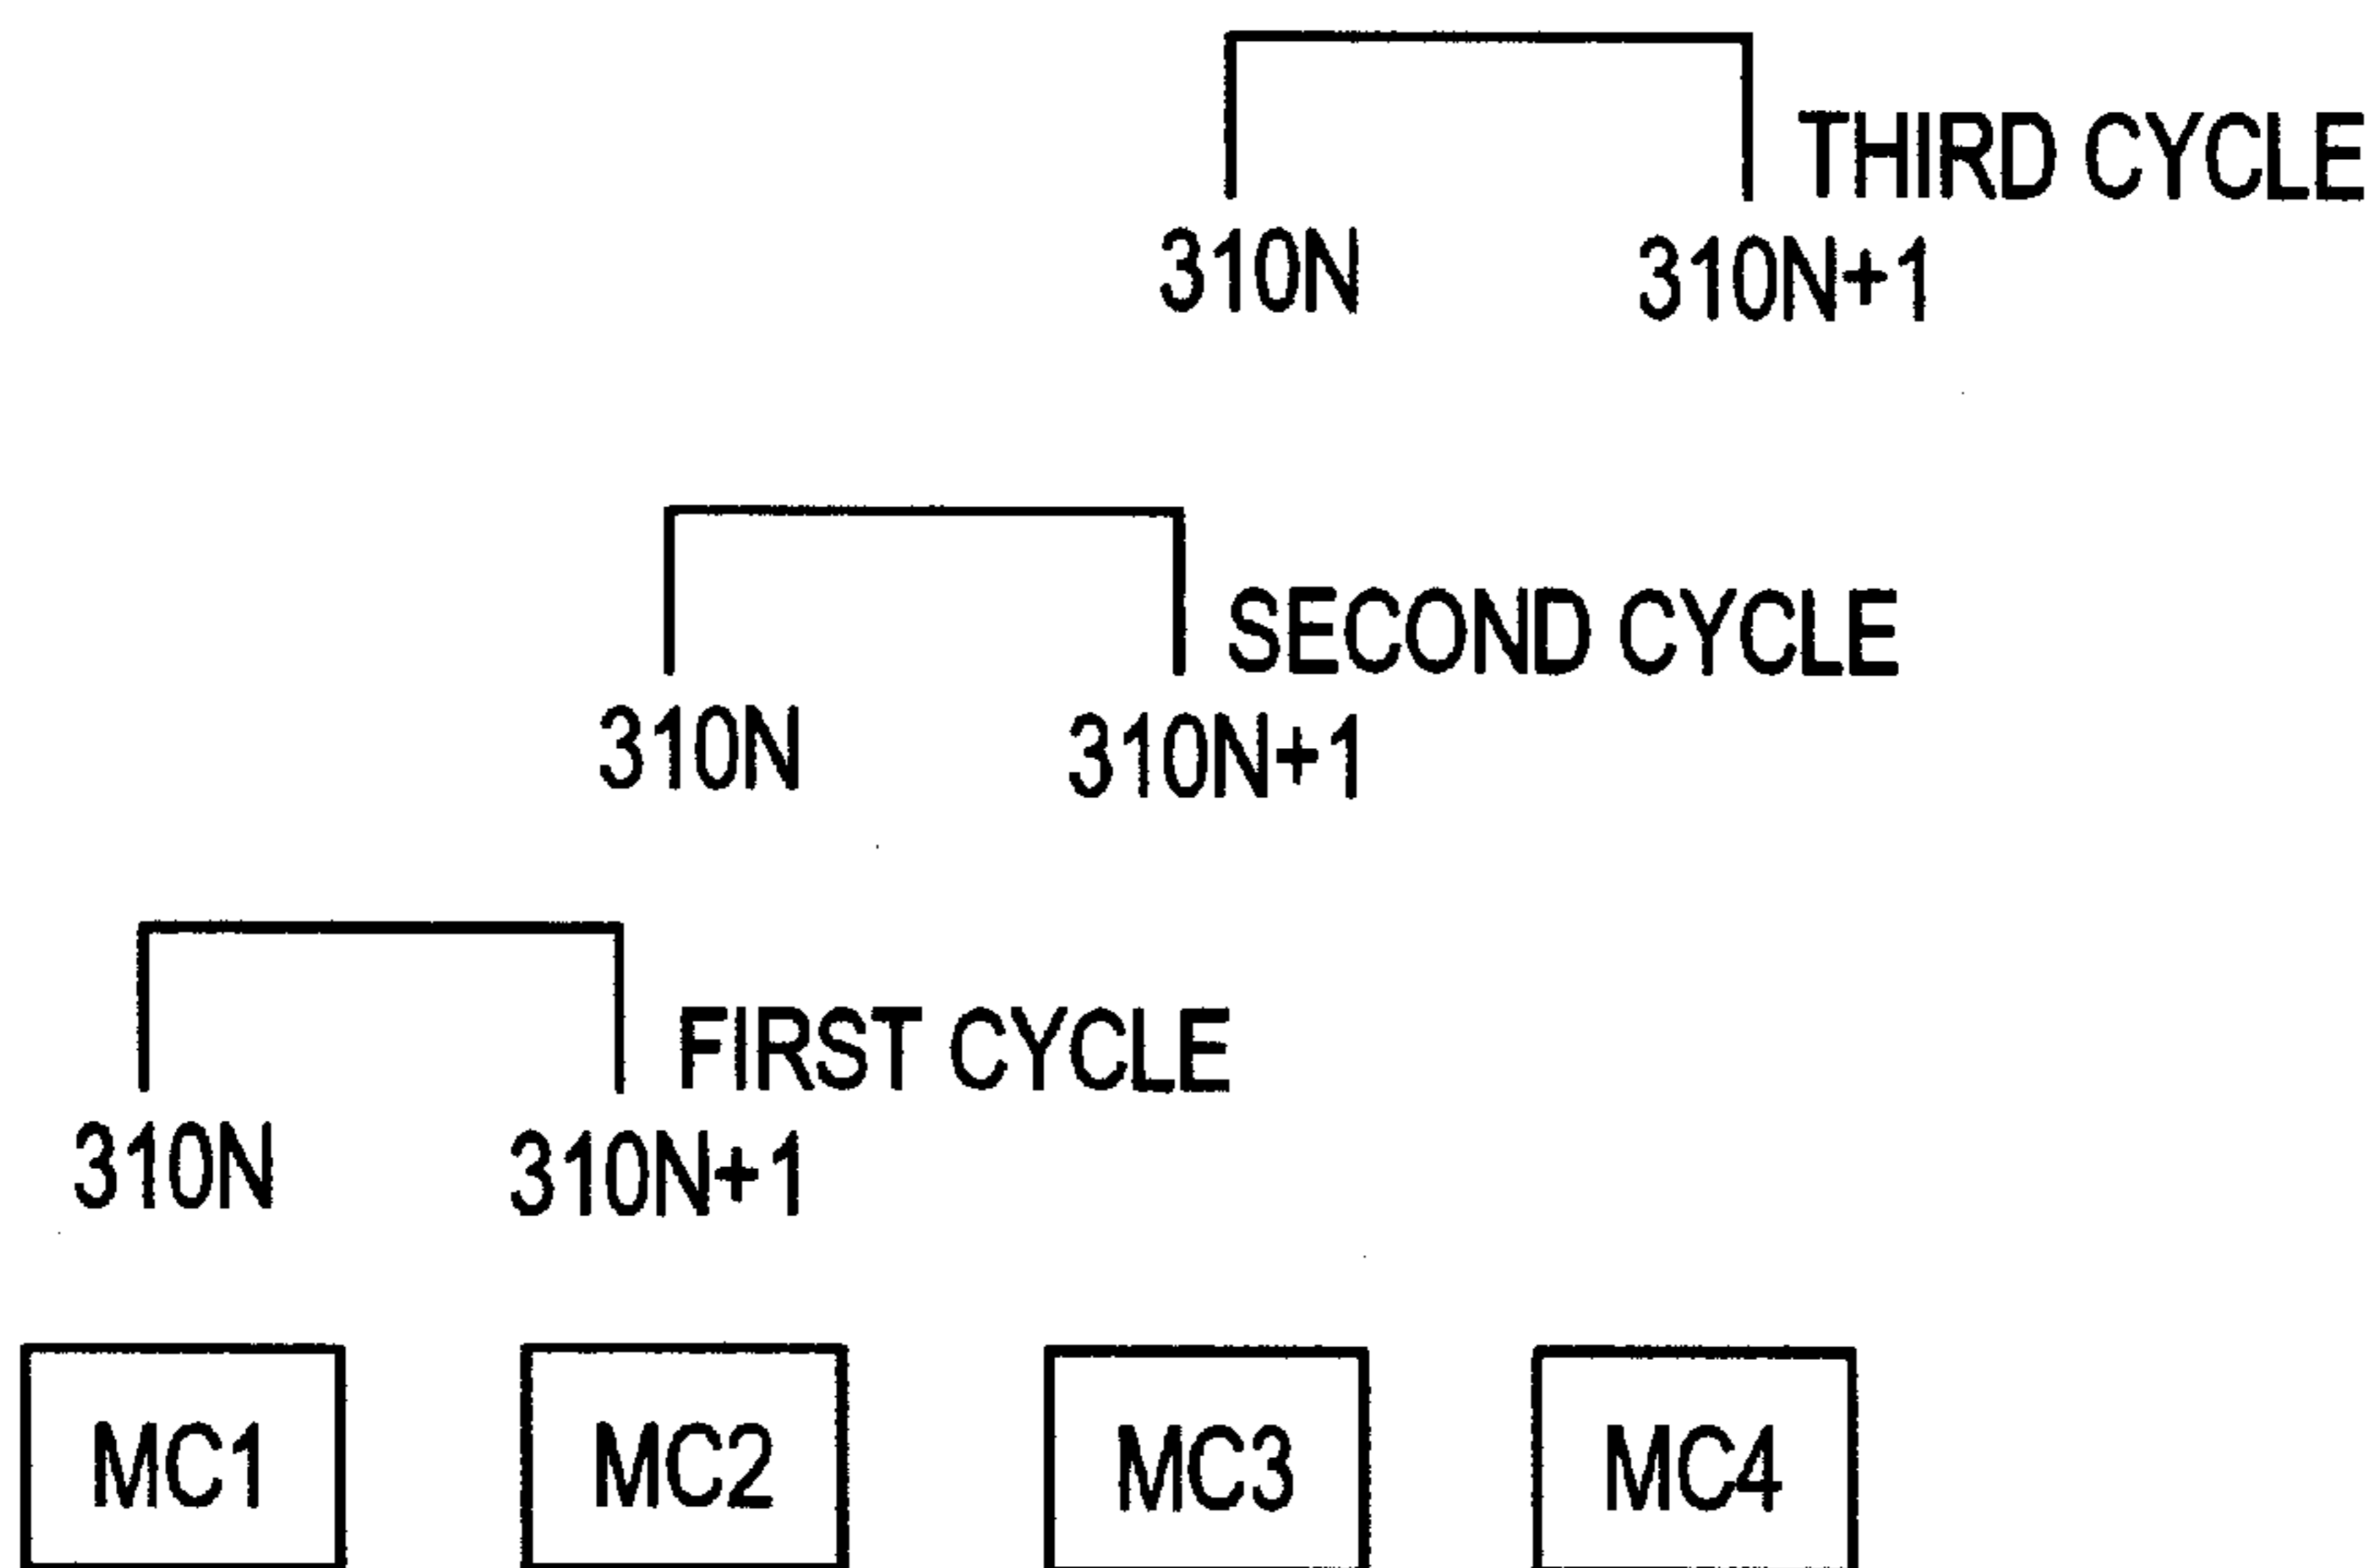 THIRD CYCLE
310N 310N+1
SECOND CYCLE
310N 310N+1
FIRST CYCLE
310N 310N+1
MC1 MC2 MC3 MC4